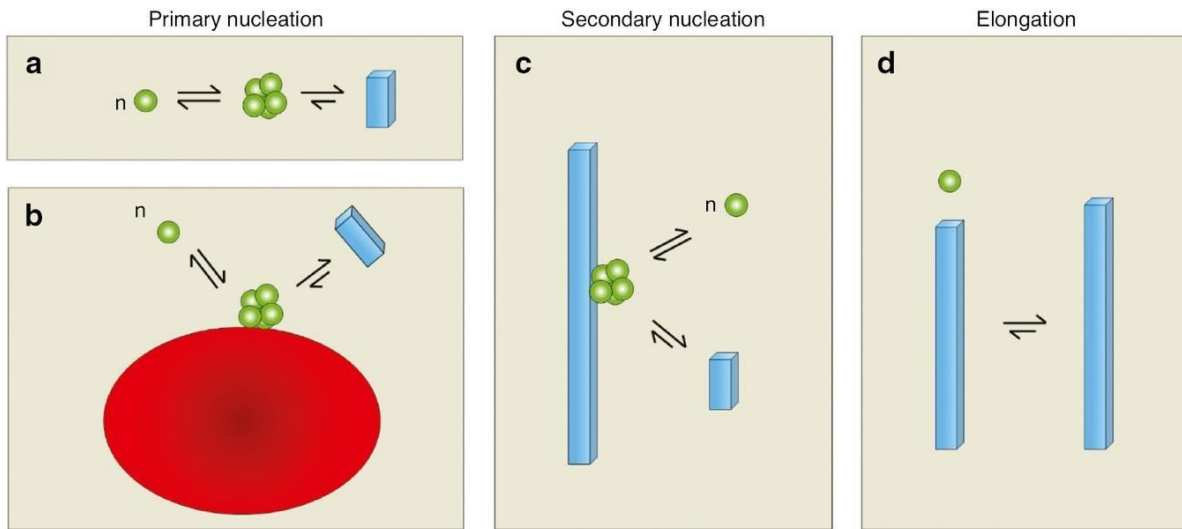 Primary nucleation
Secondary nucleation
Elongation
a
n
b
n
c
n
d